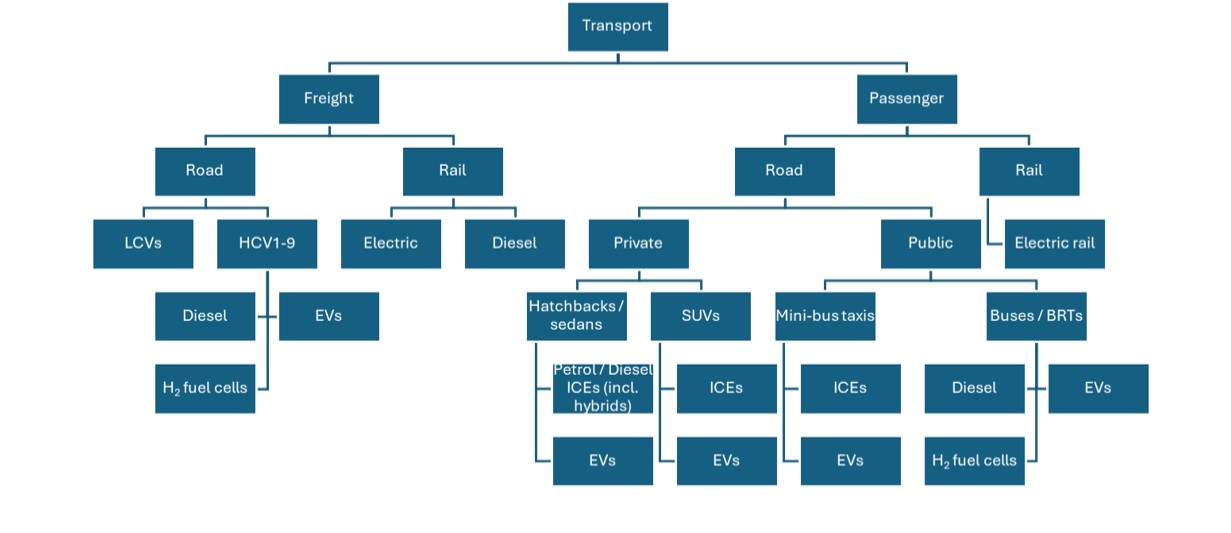 Transport
Freight
Passenger
Road
Rail
Road
Rail
LCVs
HCV1-9
Electric
Diesel
Private
Public
Electric rail
Diesel
EVs
Hatchbacks /
sedans
SUVs
Mini-bus taxis
Buses / BRTs
H₂ fuel cells
Petrol / Diesel
ICEs (incl.
hybrids)
ICEs
ICEs
Diesel
EVs
EVs
EVs
EVs
H₂ fuel cells